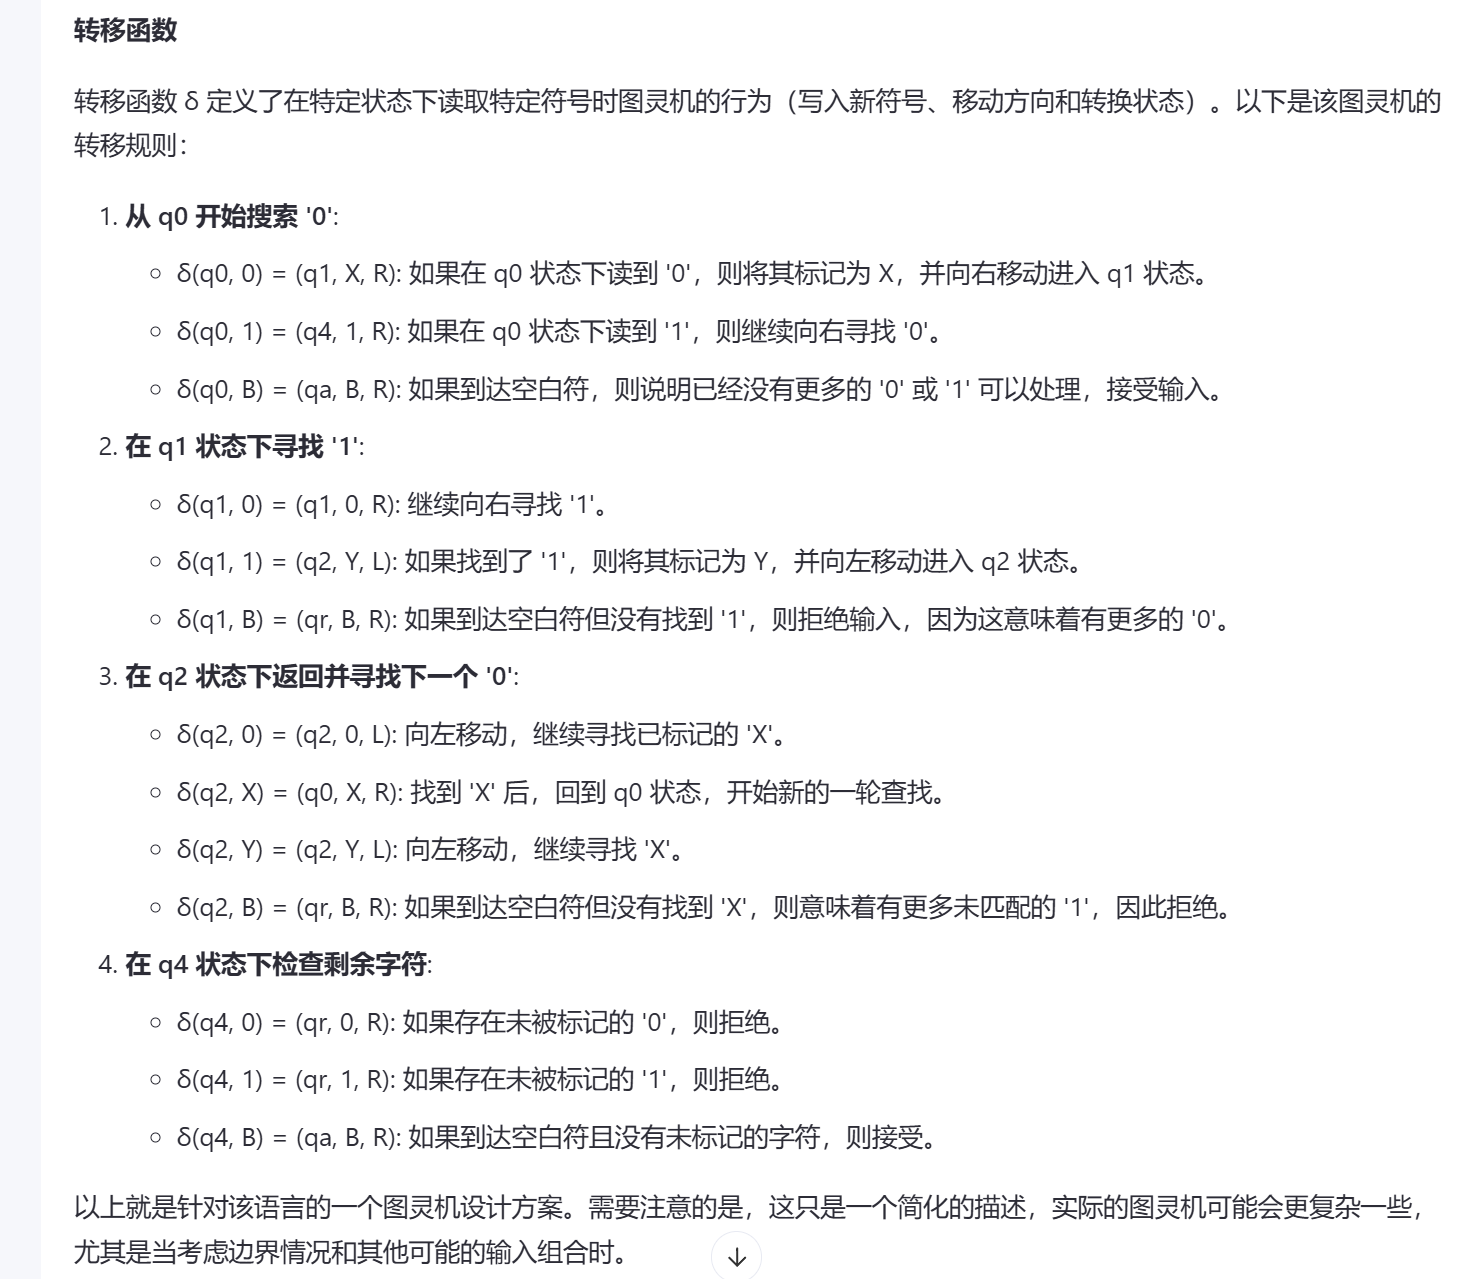 转移函数
转移函数 δ 定义了在特定状态下读取特定符号时图灵机的行为（写入新符号、移动方向和转换状态）。以下是该图灵机的
转移规则：
1. 从 q0 开始搜索 '0':
○ δ(q0, 0) = (q1, X, R): 如果在 q0 状态下读到 '0'，则将其标记为 X，并向右移动进入 q1 状态。
○ δ(q0, 1) = (q4, 1, R): 如果在 q0 状态下读到 '1'，则继续向右寻找 '0'。
○ δ(q0, B) = (qa, B, R): 如果到达空白符，则说明已经没有更多的 '0' 或 '1' 可以处理，接受输入。
2. 在 q1 状态下寻找 '1':
○ δ(q1, 0) = (q1, 0, R): 继续向右寻找 '1'。
○ δ(q1, 1) = (q2, Y, L): 如果找到了 '1'，则将其标记为 Y，并向左移动进入 q2 状态。
○ δ(q1, B) = (qr, B, R): 如果到达空白符但没有找到 '1'，则拒绝输入，因为这意味着有更多的 '0'。
3. 在 q2 状态下返回并寻找下一个 '0':
○ δ(q2, 0) = (q2, 0, L): 向左移动，继续寻找已标记的 'X'。
○ δ(q2, X) = (q0, X, R): 找到 'X' 后，回到 q0 状态，开始新的一轮查找。
○ δ(q2, Y) = (q2, Y, L): 向左移动，继续寻找 'X'。
○ δ(q2, B) = (qr, B, R): 如果到达空白符但没有找到 'X'，则意味着有更多未匹配的 '1'，因此拒绝。
4. 在 q4 状态下检查剩余字符:
○ δ(q4, 0) = (qr, 0, R): 如果存在未被标记的 '0'，则拒绝。
○ δ(q4, 1) = (qr, 1, R): 如果存在未被标记的 '1'，则拒绝。
○ δ(q4, B) = (qa, B, R): 如果到达空白符且没有未标记的字符，则接受。
以上就是针对该语言的一个图灵机设计方案。需要注意的是，这只是一个简化的描述，实际的图灵机可能会更复杂一些，
尤其是当考虑边界情况和其他可能的输入组合时。